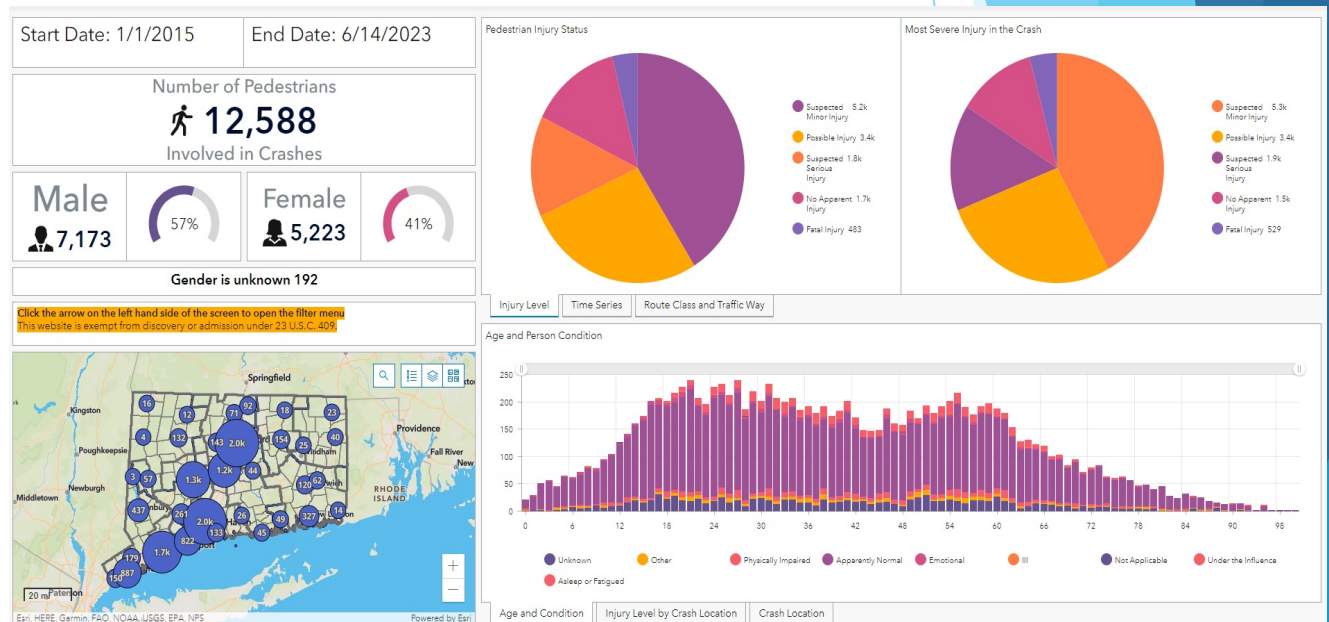 Start Date: 1/1/2015
End Date: 6/14/2023
Number of Pedestrians
12,588
Involved in Crashes
Male
7,173
57%
Female
5,223
41%
Gender is unknown 192
Click the arrow on the left hand side of the screen to open the filter menu
This website is exempt from discovery or admission under 23 U.S.C. 409.
Springfield
Kingston
Poughkeepsie
Newburgh
Middletown
Providence
Fall River
New
RHODE
ISLAND
Paterson
16
12
71
92
18
23
4
132
143
2.0k
154
25
40
3
57
1.3k
1.2k
44
120
62
437
261
2.0k
26
133
45
49
327
14
822
1.7k
179
887
150
20 mi
+
−
Esri, HERE, Garmin, FAO, NOAA, USGS, EPA, NPS
Powered by Esri
Pedestrian Injury Status
Suspected 5.2k
Minor Injury
Possible Injury 3.4k
Suspected 1.8k
Serious
Injury
No Apparent 1.7k
Injury
Fatal Injury 483
Most Severe Injury in the Crash
Suspected 5.3k
Minor Injury
Possible Injury 3.4k
Suspected 1.9k
Serious
Injury
No Apparent 1.5k
Injury
Fatal Injury 529
Injury Level
Time Series
Route Class and Traffic Way
Age and Person Condition
250
200
150
100
50
0
0 6 12 18 24 30 36 42 48 54 60 66 72 78 84 90 98
Unknown
Other
Physically Impaired
Apparently Normal
Emotional
Ill
Not Applicable
Under the Influence
Asleep or Fatigued
Age and Condition
Injury Level by Crash Location
Crash Location